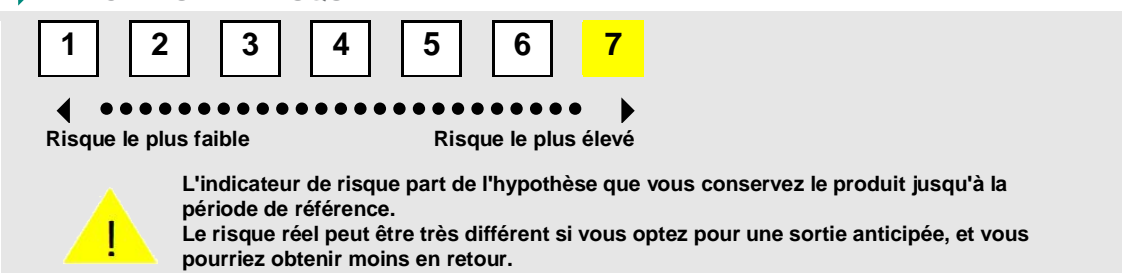 1 2 3 4 5 6 7
Risque le plus faible Risque le plus élevé
L'indicateur de risque part de l'hypothèse que vous conservez le produit jusqu'à la
période de référence.
!
Le risque réel peut être très différent si vous optez pour une sortie anticipée, et vous
pourriez obtenir moins en retour.